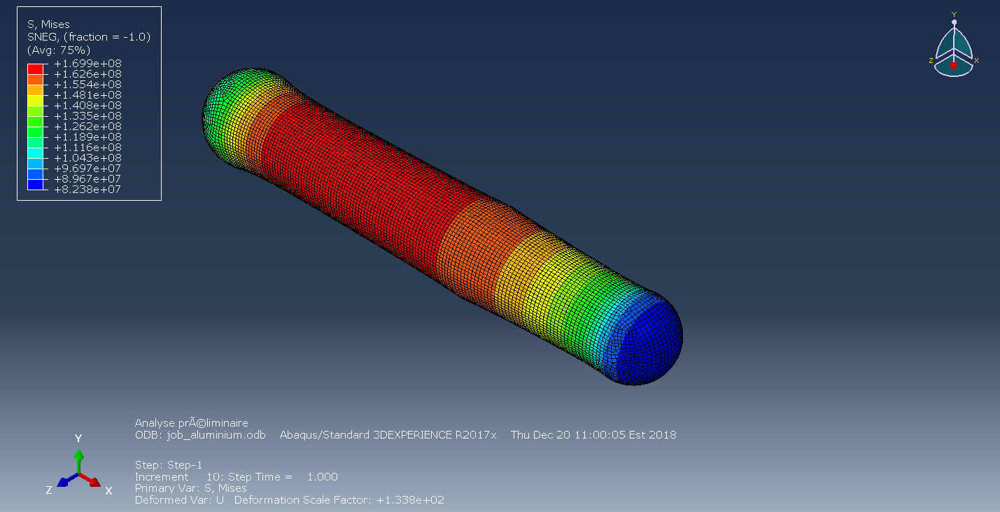 S, Mises
SNEG, (fraction = -1.0)
(Avg: 75%)
+1.699e+08
+1.626e+08
+1.554e+08
+1.481e+08
+1.408e+08
+1.335e+08
+1.262e+08
+1.189e+08
+1.116e+08
+1.043e+08
+9.697e+07
+8.967e+07
+8.238e+07
Y
Z
X
Analyse prÃ©liminaire
ODB: job_aluminium.odb Abaqus/Standard 3DEXPERIENCE R2017x Thu Dec 20 11:00:05 Est 2018
Y
Z
X
Step: Step-1
Increment 10: Step Time = 1.000
Primary Var: S, Mises
Deformed Var: U Deformation Scale Factor: +1.338e+02